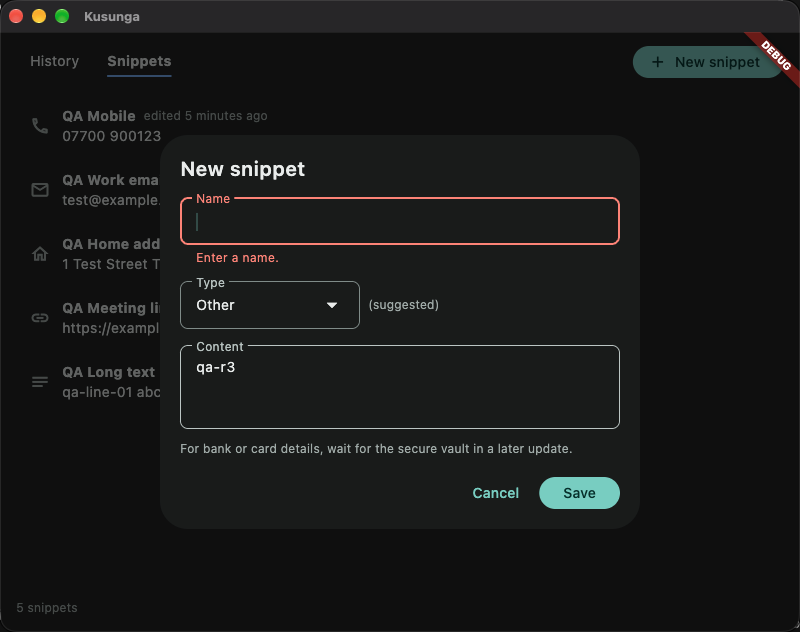 Kusunga
History
Snippets
New snippet
DEBUG
QA Mobile edited 5 minutes ago
07700 900123
QA Work ema
test@example.
QA Home add
1 Test Street T
QA Meeting li
https://exampl
QA Long text
qa-line-01 abc
New snippet
Name
Enter a name.
Type
Other
(suggested)
Content
qa-r3
For bank or card details, wait for the secure vault in a later update.
Cancel
Save
5 snippets